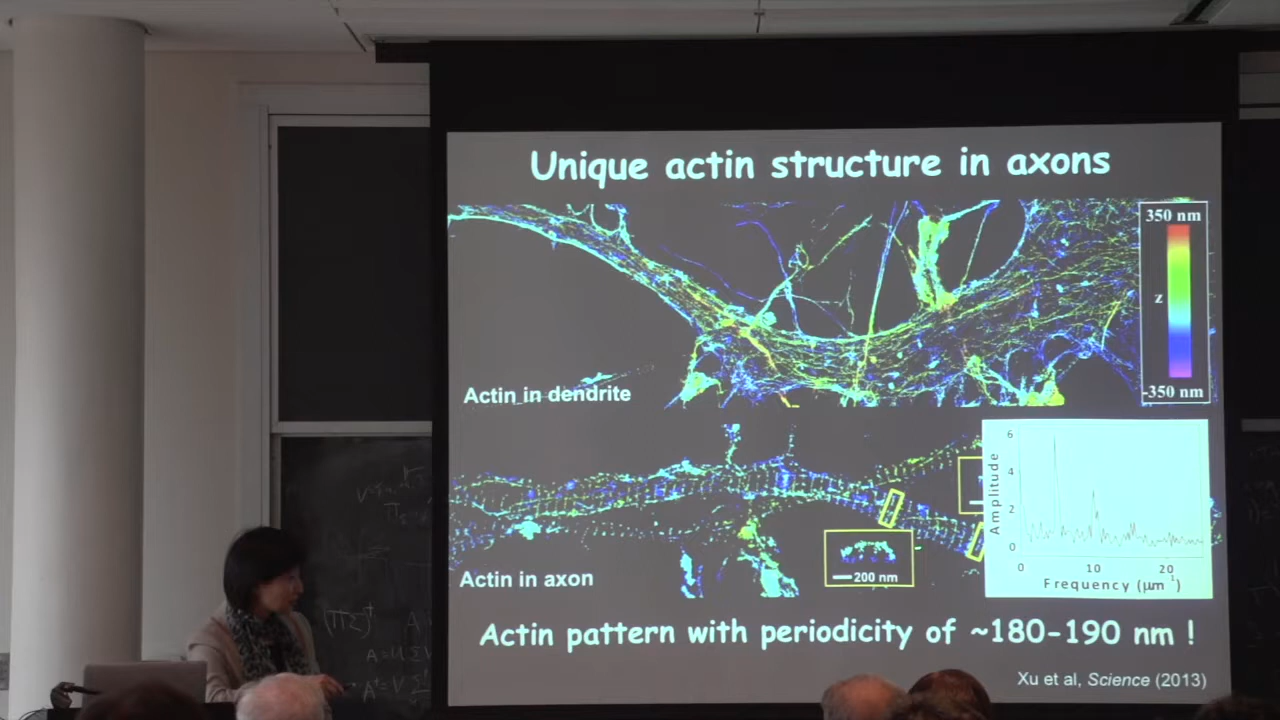 Unique actin structure in axons
350 nm
z
-350 nm
Actin in dendrite
6
4
2
0
Amplitude
0 10 20
Frequency (μm⁻¹)
200 nm
Actin in axon
Actin pattern with periodicity of ~180-190 nm !
Xu et al, Science (2013)